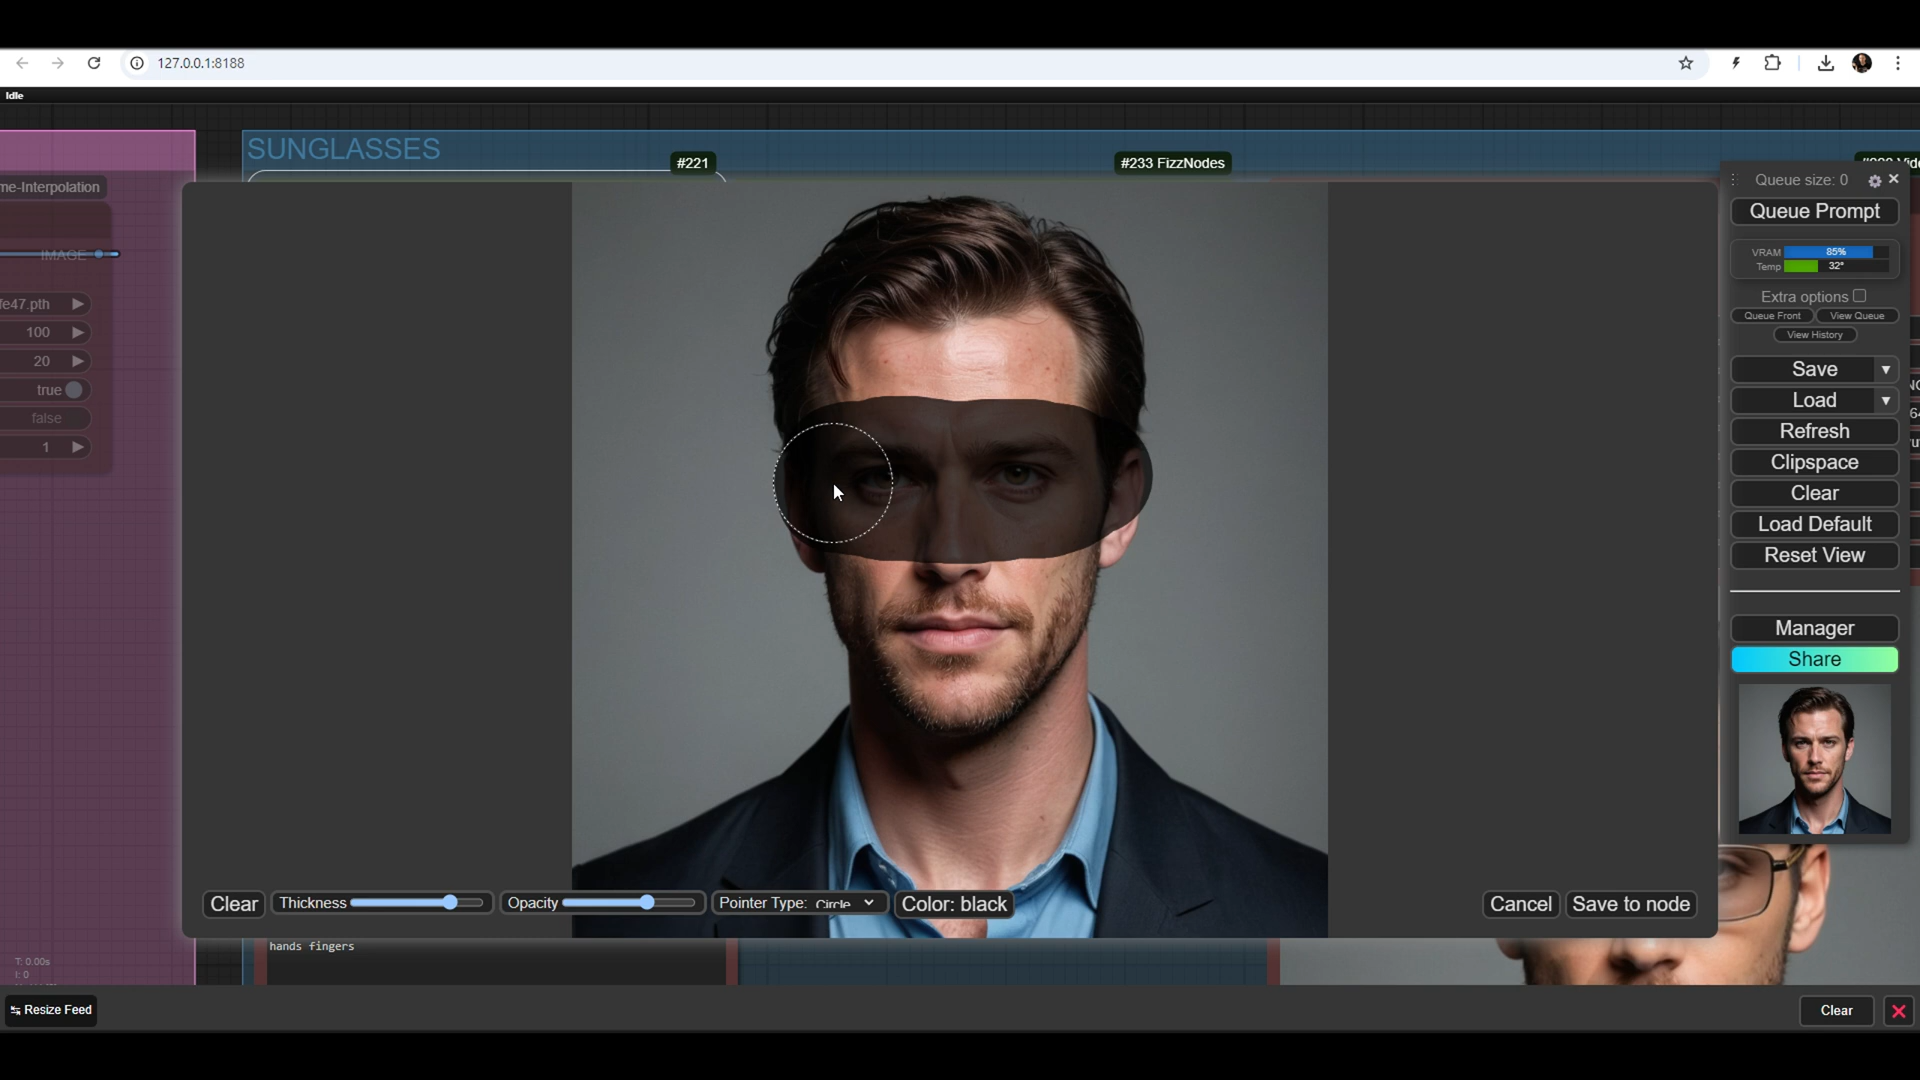 127.0.0.1:8188
Idle
SUNGLASSES
#221
#233 FizzNodes
me-Interpolation
IMAGE
fe47.pth
100
20
true
false
1
Queue size: 0
Queue Prompt
VRAM 85%
Temp 32°
Extra options
Queue Front View Queue
View History
Save
Load
Refresh
Clipspace
Clear
Load Default
Reset View
Manager
Share
Clear Thickness Opacity Pointer Type: Circle Color: black Cancel Save to node
hands fingers
T: 0.00s
I: 0
Resize Feed
Clear